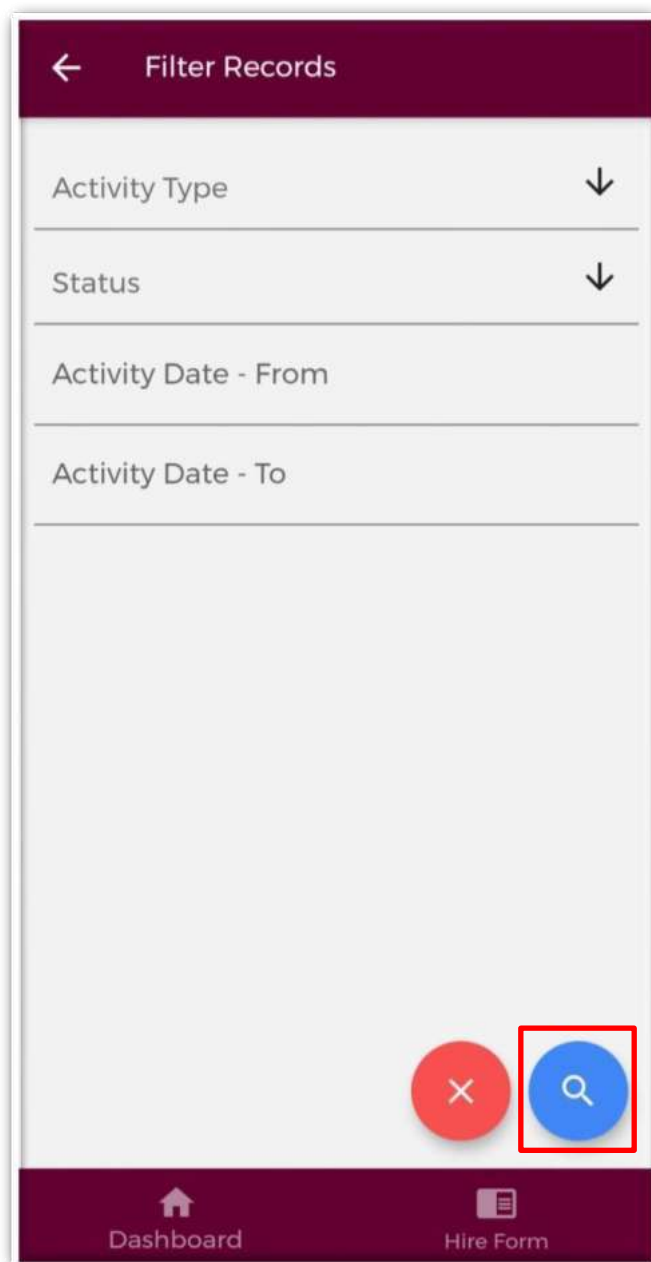 Filter Records
Activity Type
Status
Activity Date - From
Activity Date - To
Dashboard
Hire Form